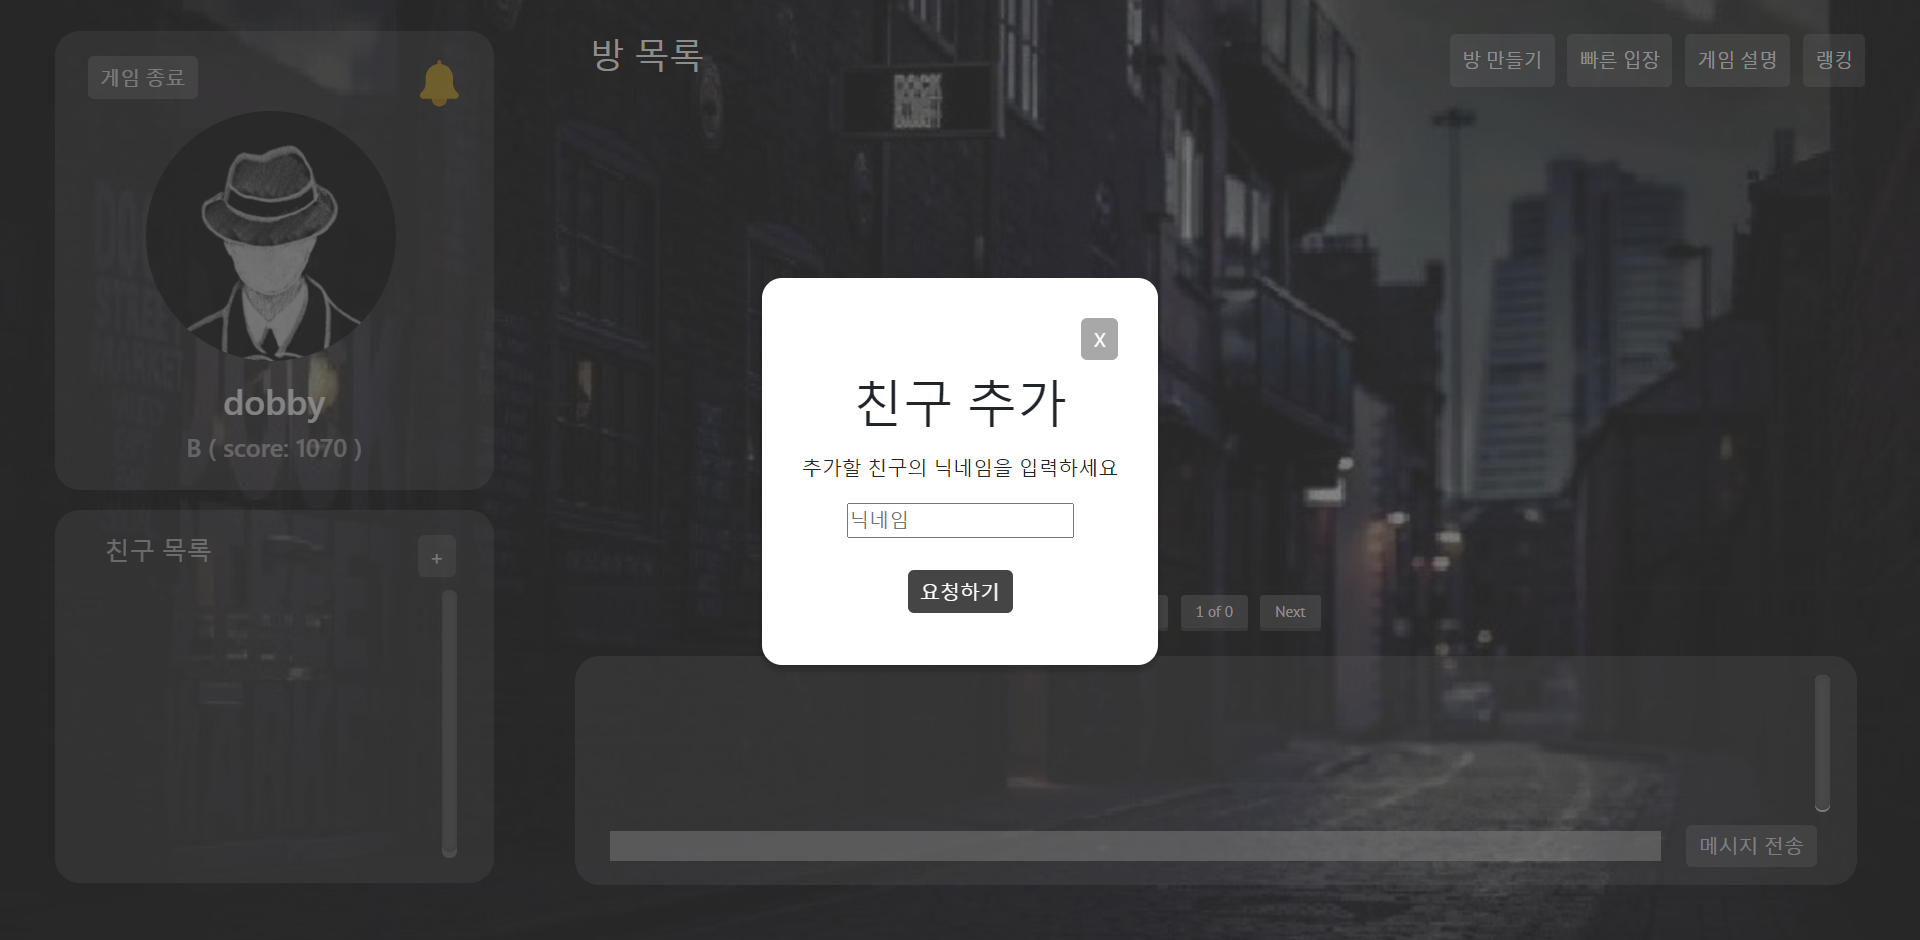 게임 종료
dobby
B ( score: 1070 )
친구 목록
+
방 목록
방 만들기
빠른 입장
게임 설명
랭킹
X
친구 추가
추가할 친구의 닉네임을 입력하세요
닉네임
요청하기
1 of 0
Next
메시지 전송